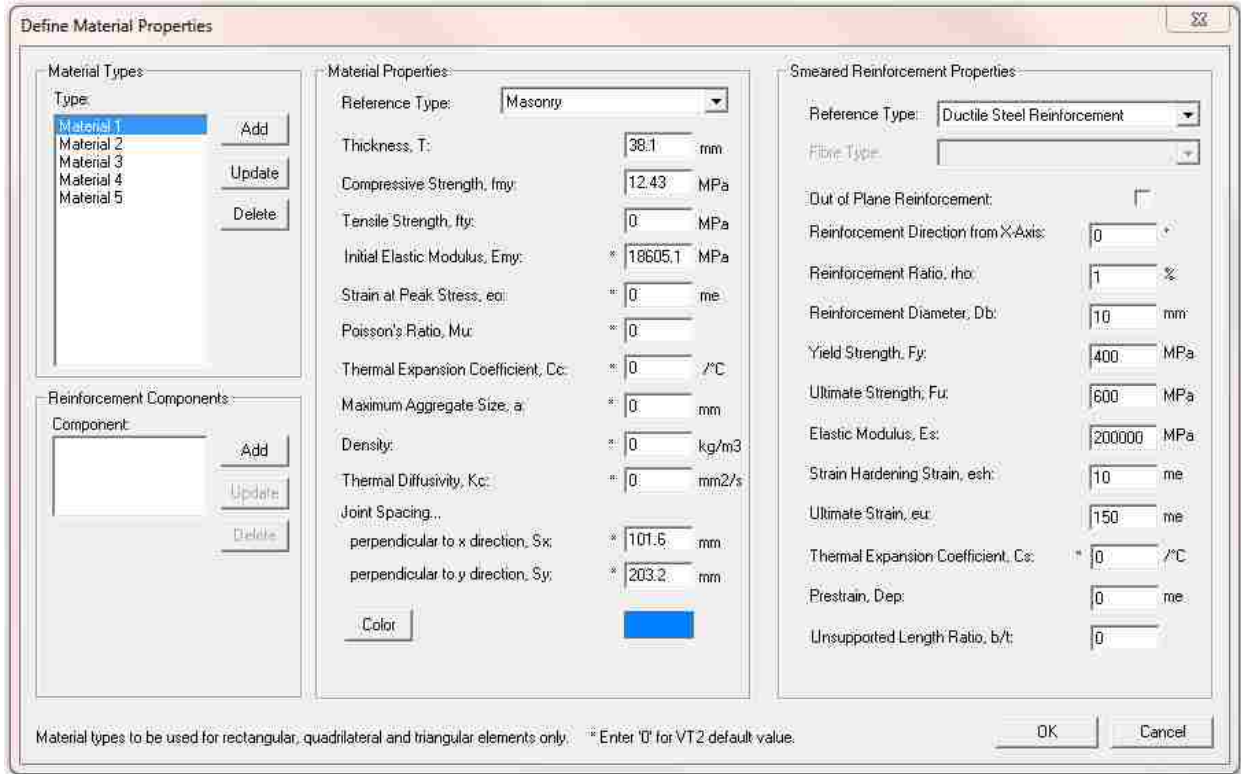 Define Material Properties
Material Types
Type:
Material 1
Material 2
Material 3
Material 4
Material 5
Add
Update
Delete
Reinforcement Components
Component:
Add
Update
Delete
Material Properties
Reference Type: Masonry
Thickness, T: 38.1 mm
Compressive Strength, fmy: 12.43 MPa
Tensile Strength, fty: 0 MPa
Initial Elastic Modulus, Emy: * 18605.1 MPa
Strain at Peak Stress, eo: * 0 me
Poisson's Ratio, Mu: * 0
Thermal Expansion Coefficient, Cc: * 0 /°C
Maximum Aggregate Size, a: * 0 mm
Density: * 0 kg/m3
Thermal Diffusivity, Kc: * 0 mm2/s
Joint Spacing...
perpendicular to x direction, Sx: * 101.6 mm
perpendicular to y direction, Sy: * 203.2 mm
Color
Smeared Reinforcement Properties
Reference Type: Ductile Steel Reinforcement
Fibre Type:
Out of Plane Reinforcement:
Reinforcement Direction from X-Axis: 0 °
Reinforcement Ratio, rho: 1 %
Reinforcement Diameter, Db: 10 mm
Yield Strength, Fy: 400 MPa
Ultimate Strength, Fu: 600 MPa
Elastic Modulus, Es: 200000 MPa
Strain Hardening Strain, esh: 10 me
Ultimate Strain, eu: 150 me
Thermal Expansion Coefficient, Cs: * 0 /°C
Prestrain, Dep: 0 me
Unsupported Length Ratio, b/t: 0
Material types to be used for rectangular, quadrilateral and triangular elements only. * Enter '0' for VT2 default value.
OK
Cancel